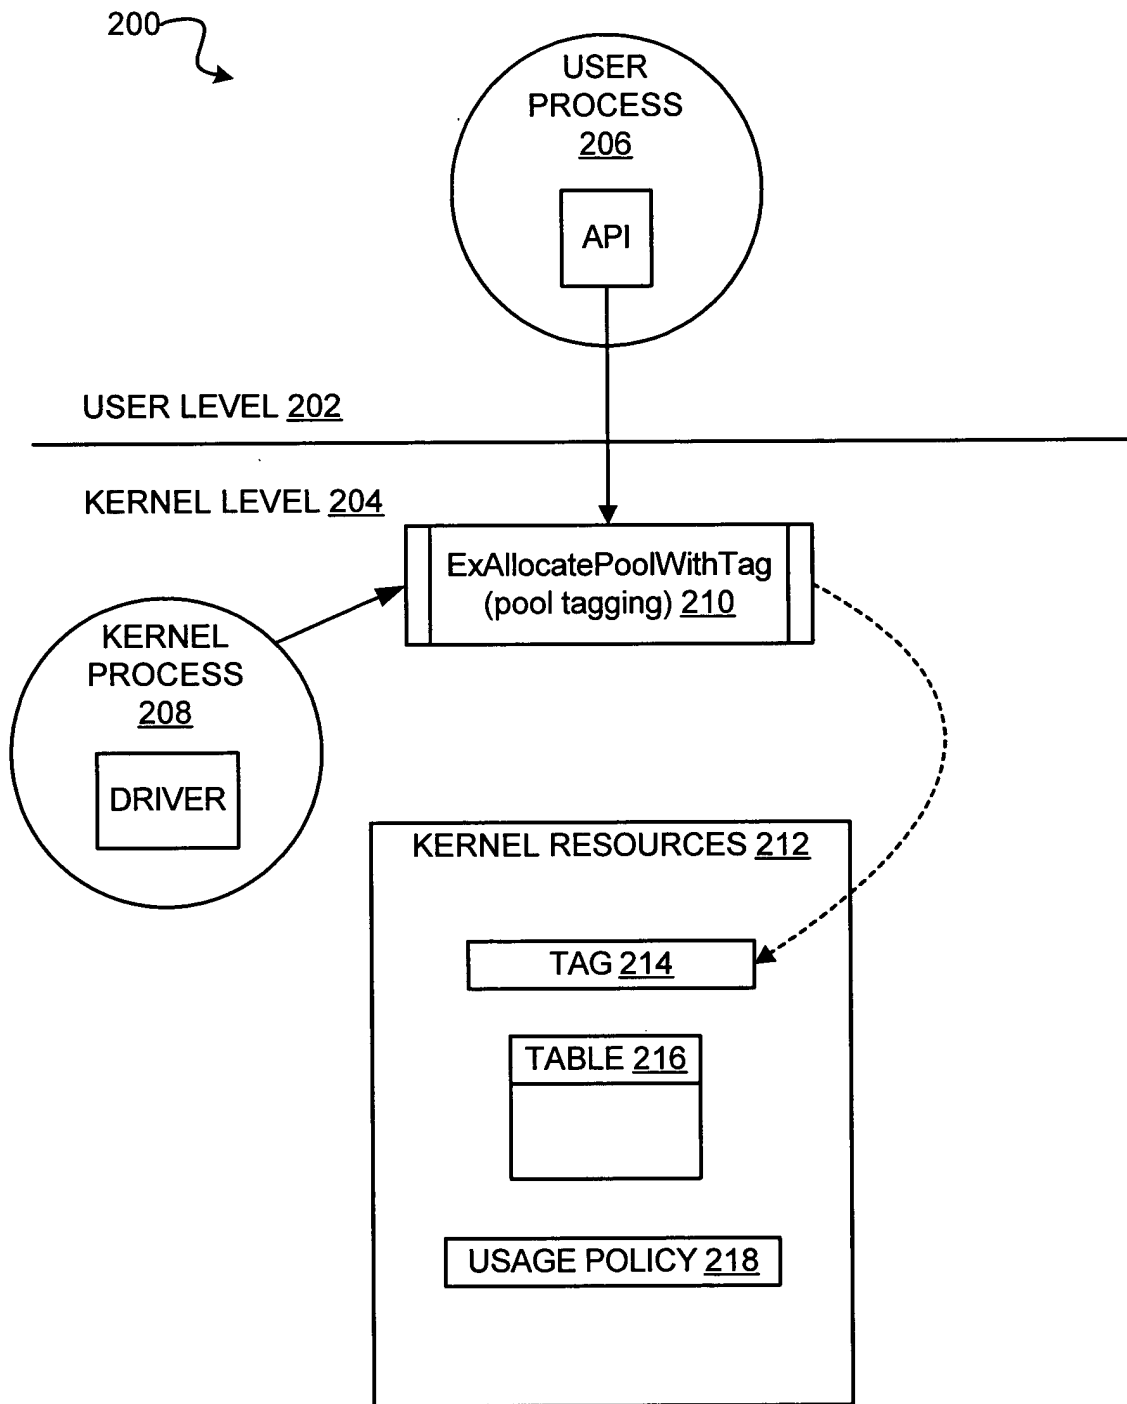 200
USER
PROCESS
206
API
USER LEVEL 202
KERNEL LEVEL 204
ExAllocatePoolWithTag
(pool tagging) 210
KERNEL
PROCESS
208
DRIVER
KERNEL RESOURCES 212
TAG 214
TABLE 216
USAGE POLICY 218